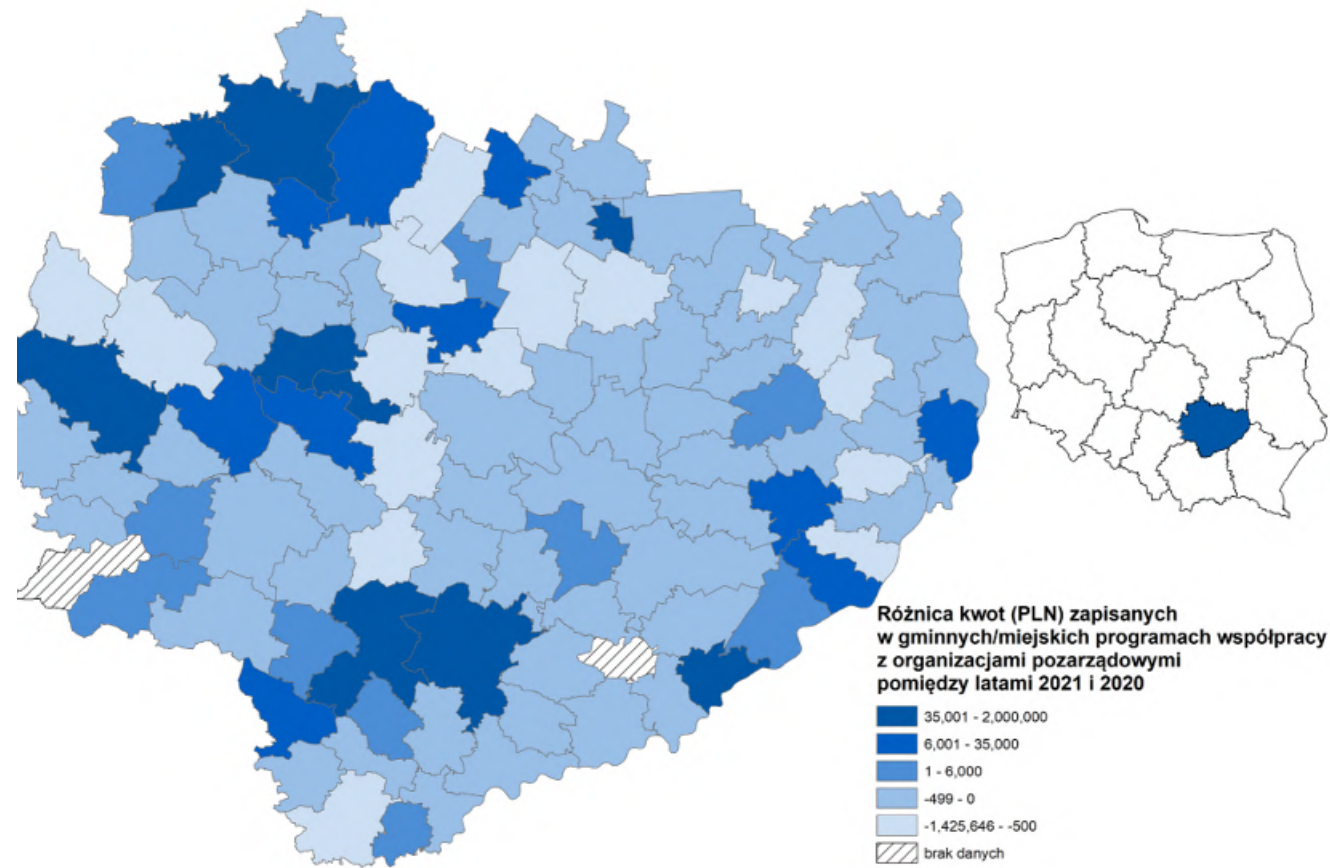 Różnica kwot (PLN) zapisanych
w gminnych/miejskich programach współpracy
z organizacjami pozarządowymi
pomiędzy latami 2021 i 2020
35,001 - 2,000,000
6,001 - 35,000
1 - 6,000
-499 - 0
-1,425,646 - -500
brak danych